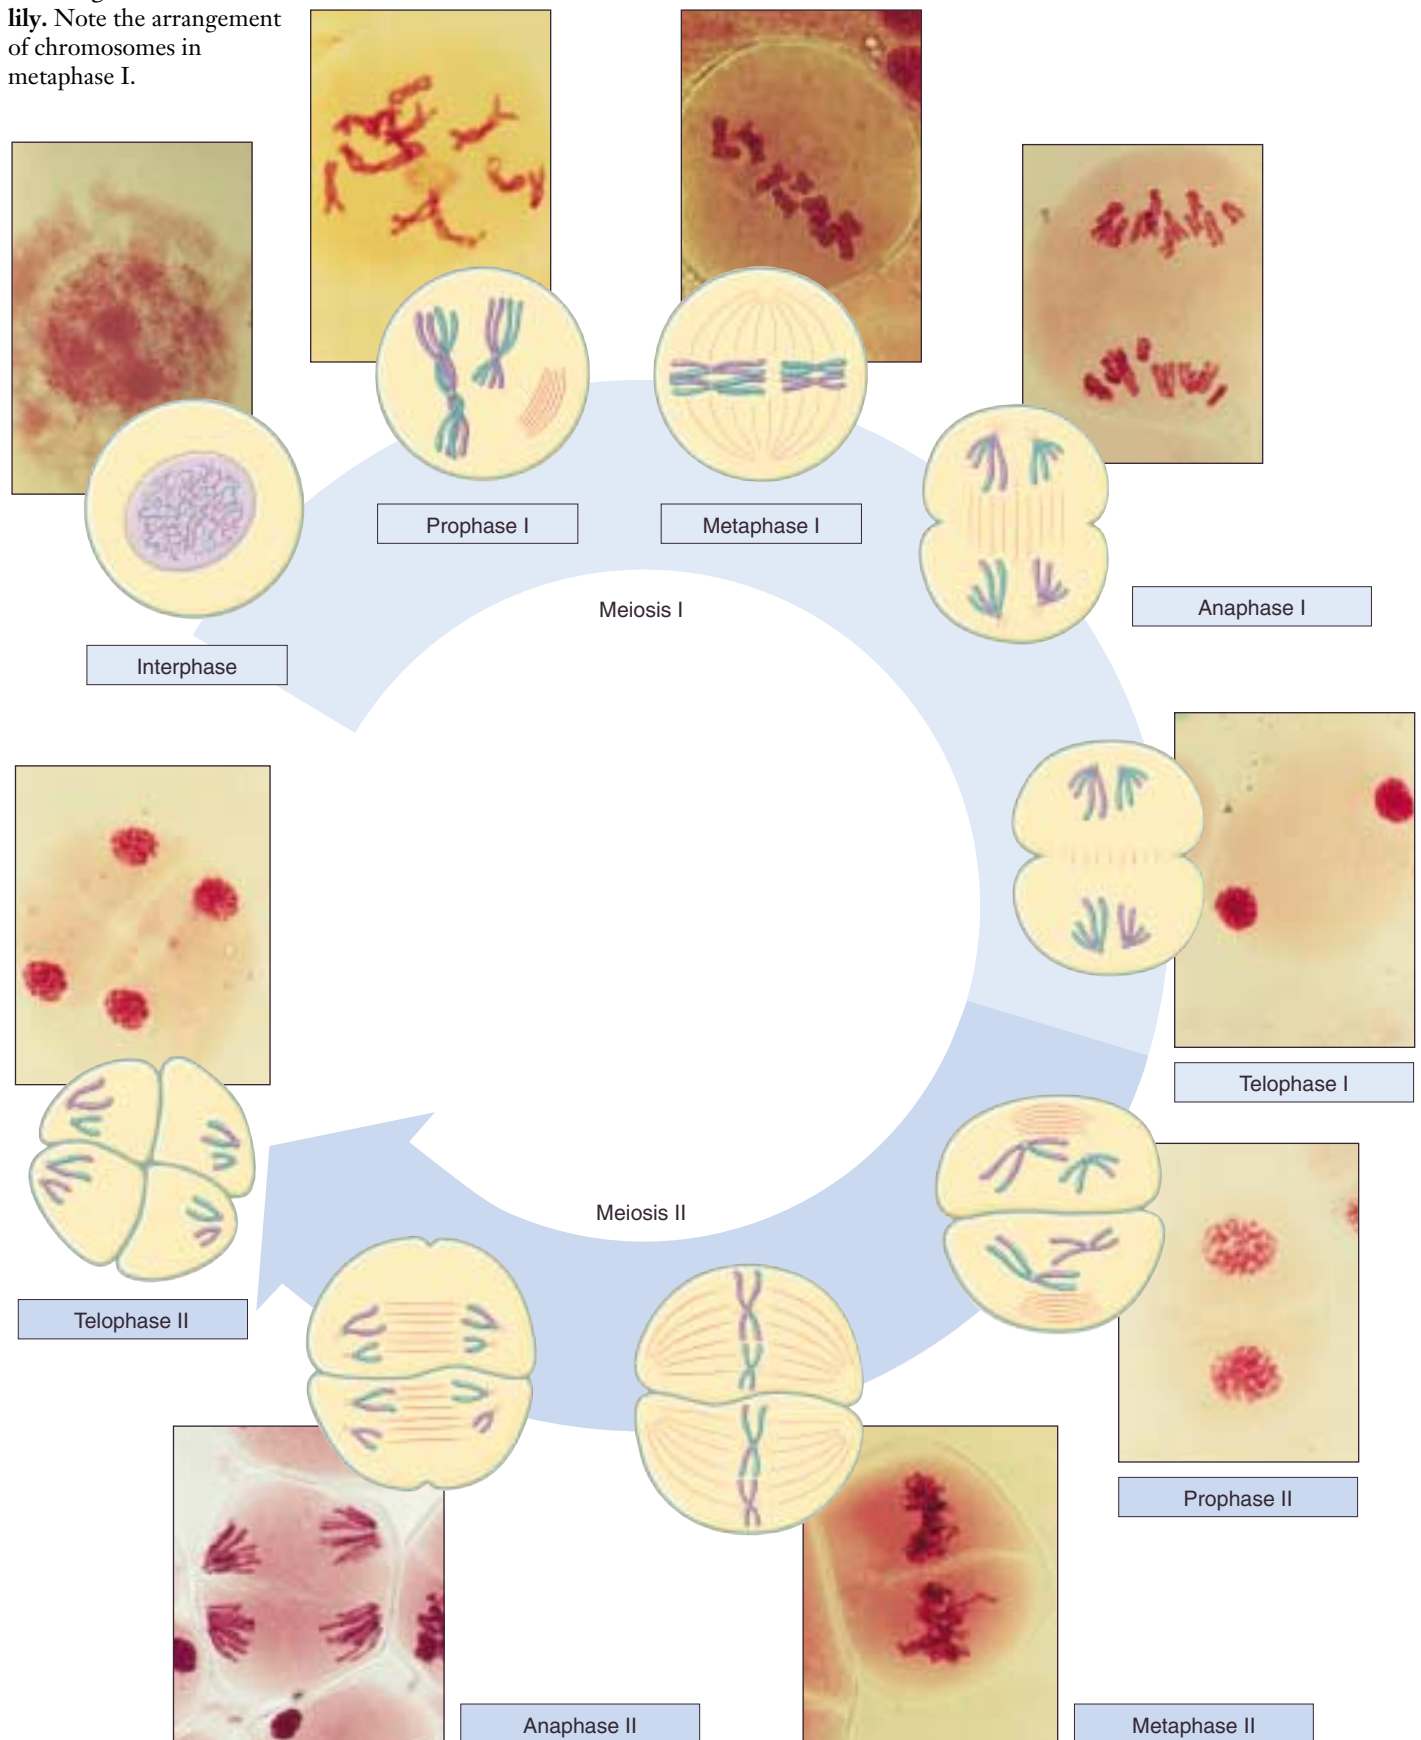 lily. Note the arrangement
of chromosomes in
metaphase I.
Prophase I
Metaphase I
Meiosis I
Anaphase I
Interphase
Telophase I
Meiosis II
Telophase II
Prophase II
Anaphase II
Metaphase II